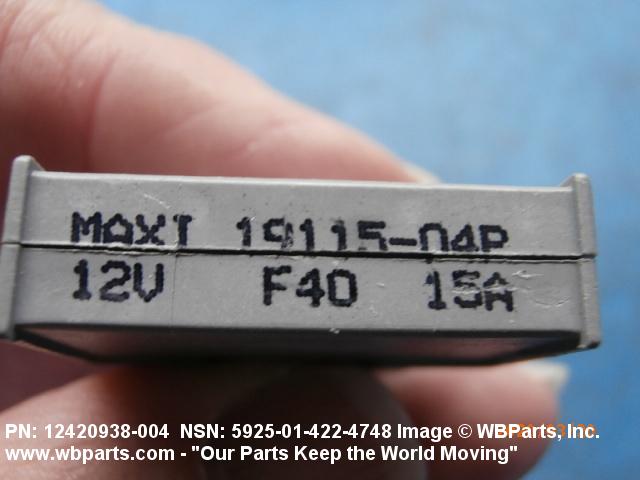 MAXI 19115-04P
12V F40 15A
PN: 12420938-004 NSN: 5925-01-422-4748 Image © WBParts, Inc.
www.wbparts.com - "Our Parts Keep the World Moving"